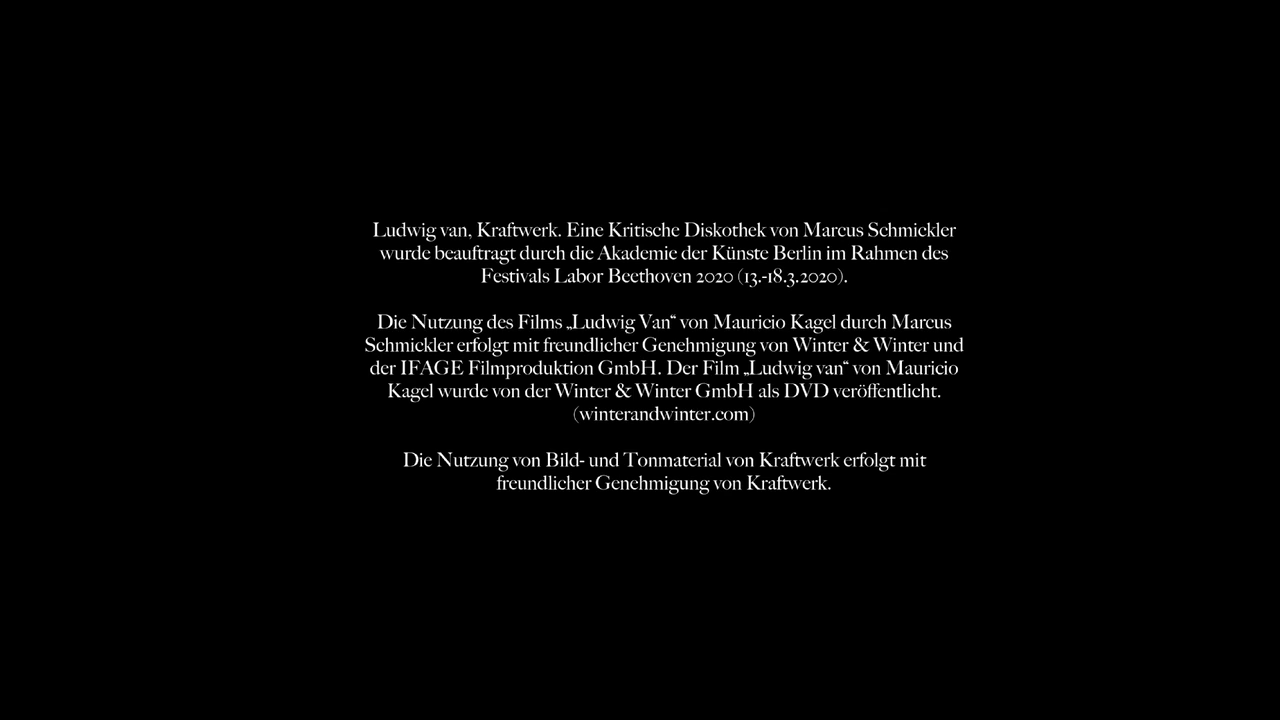 Ludwig van, Kraftwerk. Eine Kritische Diskothek von Marcus Schmickler
wurde beauftragt durch die Akademie der Künste Berlin im Rahmen des
Festivals Labor Beethoven 2020 (13.-18.3.2020).
Die Nutzung des Films „Ludwig Van“ von Mauricio Kagel durch Marcus
Schmickler erfolgt mit freundlicher Genehmigung von Winter & Winter und
der IFAGE Filmproduktion GmbH. Der Film „Ludwig van“ von Mauricio
Kagel wurde von der Winter & Winter GmbH als DVD veröffentlicht.
(winterandwinter.com)
Die Nutzung von Bild- und Tonmaterial von Kraftwerk erfolgt mit
freundlicher Genehmigung von Kraftwerk.